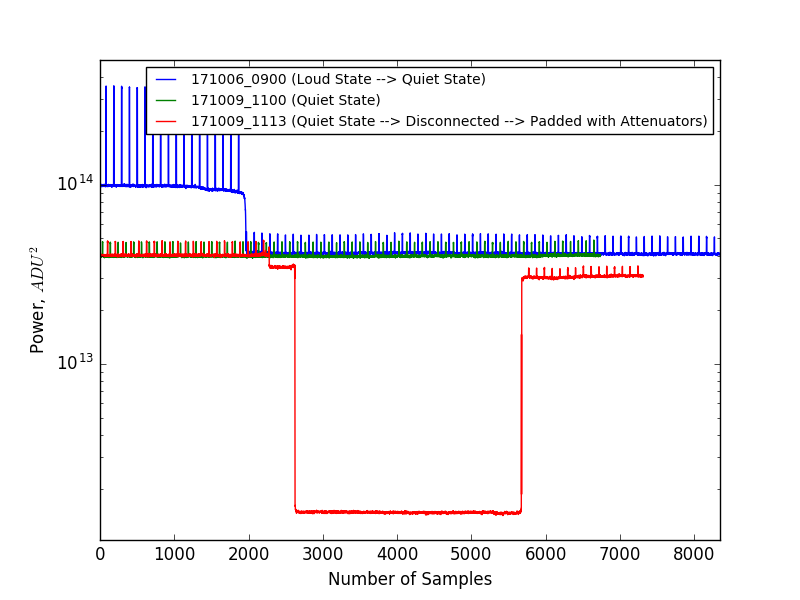 171006_0900 (Loud State --> Quiet State)
171009_1100 (Quiet State)
171009_1113 (Quiet State --> Disconnected --> Padded with Attenuators)
10^14
10^13
Power, ADU^2
0 1000 2000 3000 4000 5000 6000 7000 8000
Number of Samples